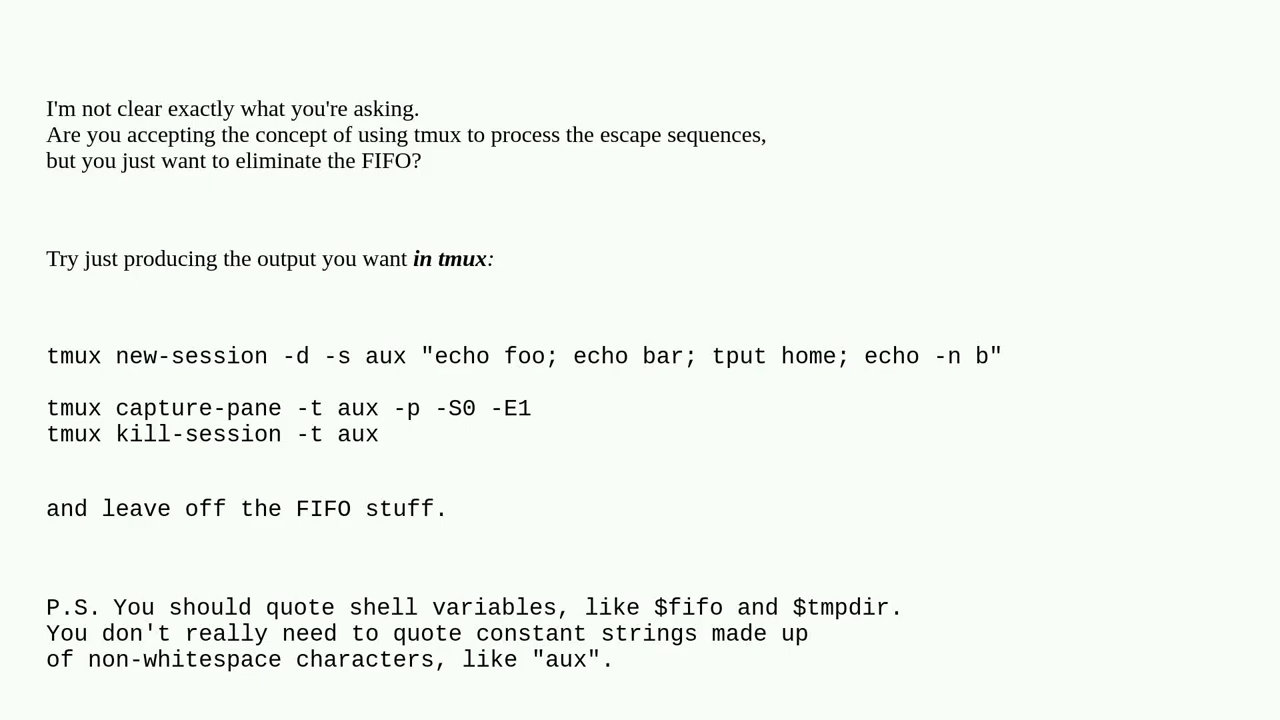 I'm not clear exactly what you're asking.
Are you accepting the concept of using tmux to process the escape sequences,
but you just want to eliminate the FIFO?
Try just producing the output you want in tmux:
tmux new-session -d -s aux "echo foo; echo bar; tput home; echo -n b"
tmux capture-pane -t aux -p -S0 -E1
tmux kill-session -t aux
and leave off the FIFO stuff.
P.S. You should quote shell variables, like $fifo and $tmpdir.
You don't really need to quote constant strings made up
of non-whitespace characters, like "aux".